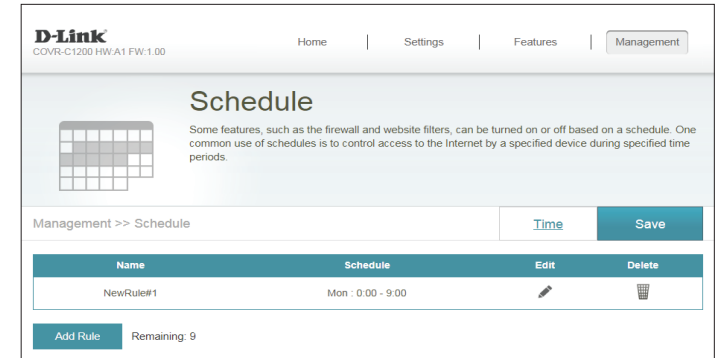 D-Link
COVR-C1200 HW:A1 FW:1.00
Home | Settings | Features | Management
Schedule
Some features, such as the firewall and website filters, can be turned on or off based on a schedule. One
common use of schedules is to control access to the Internet by a specified device during specified time
periods.
Management >> Schedule
Time
Save
Name Schedule Edit Delete
NewRule#1 Mon : 0:00 - 9:00
Add Rule Remaining: 9